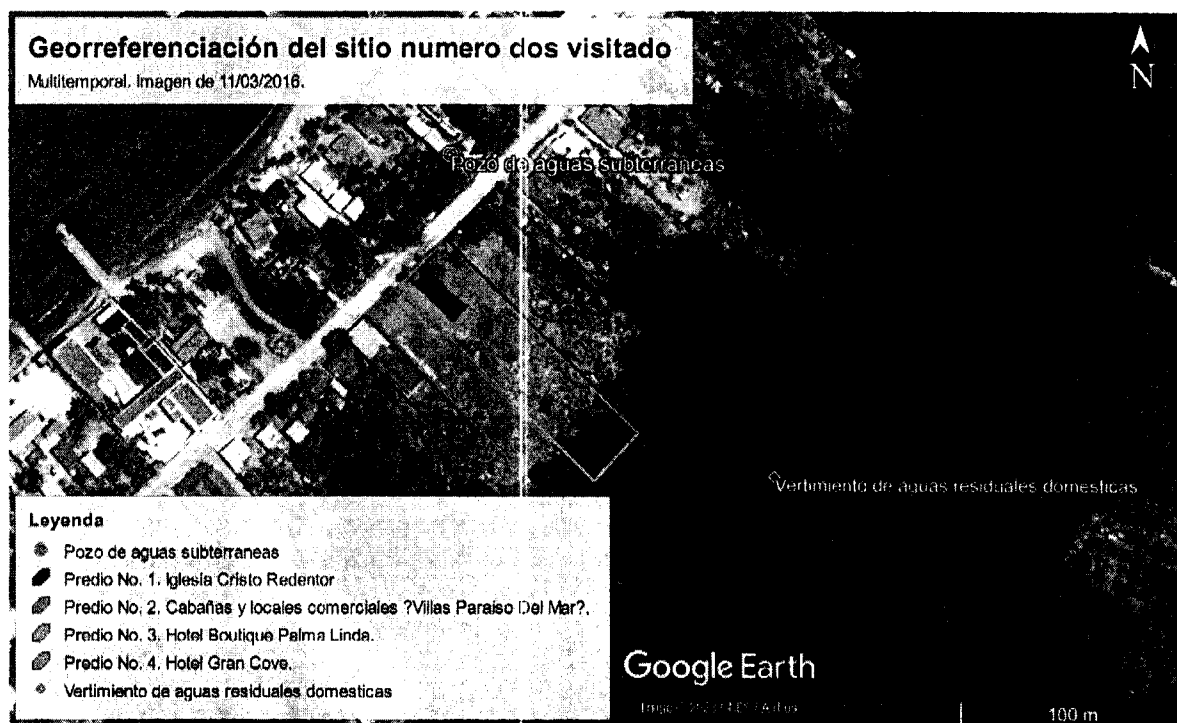 Georreferenciación del sitio numero dos visitado
Multitemporal. Imagen de 11/03/2016.
N
Pozo de aguas subterraneas
Vertimiento de aguas residuales domesticas
Leyenda
Pozo de aguas subterraneas
Predio No. 1. Iglesia Cristo Redentor
Predio No. 2. Cabañas y locales comerciales ?Villas Paraiso Del Mar?.
Predio No. 3. Hotel Boutique Palma Linda.
Predio No. 4. Hotel Gran Cove.
Vertimiento de aguas residuales domesticas
Google Earth
100 m